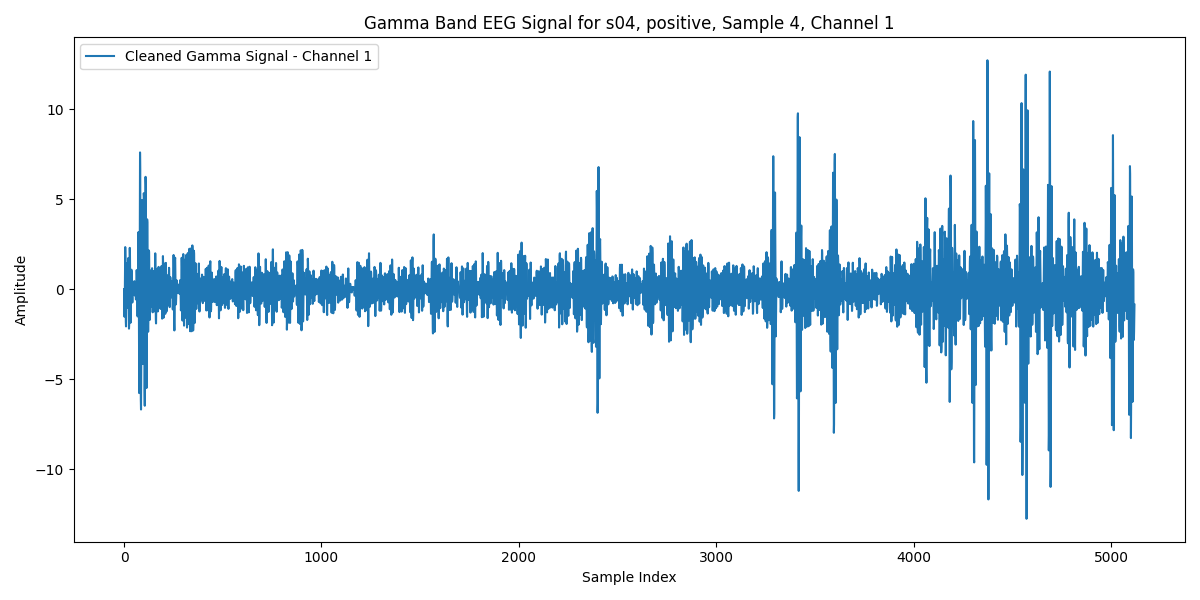 Gamma Band EEG Signal for s04, positive, Sample 4, Channel 1
Cleaned Gamma Signal - Channel 1
Amplitude
10
5
0
−5
−10
0 1000 2000 3000 4000 5000
Sample Index